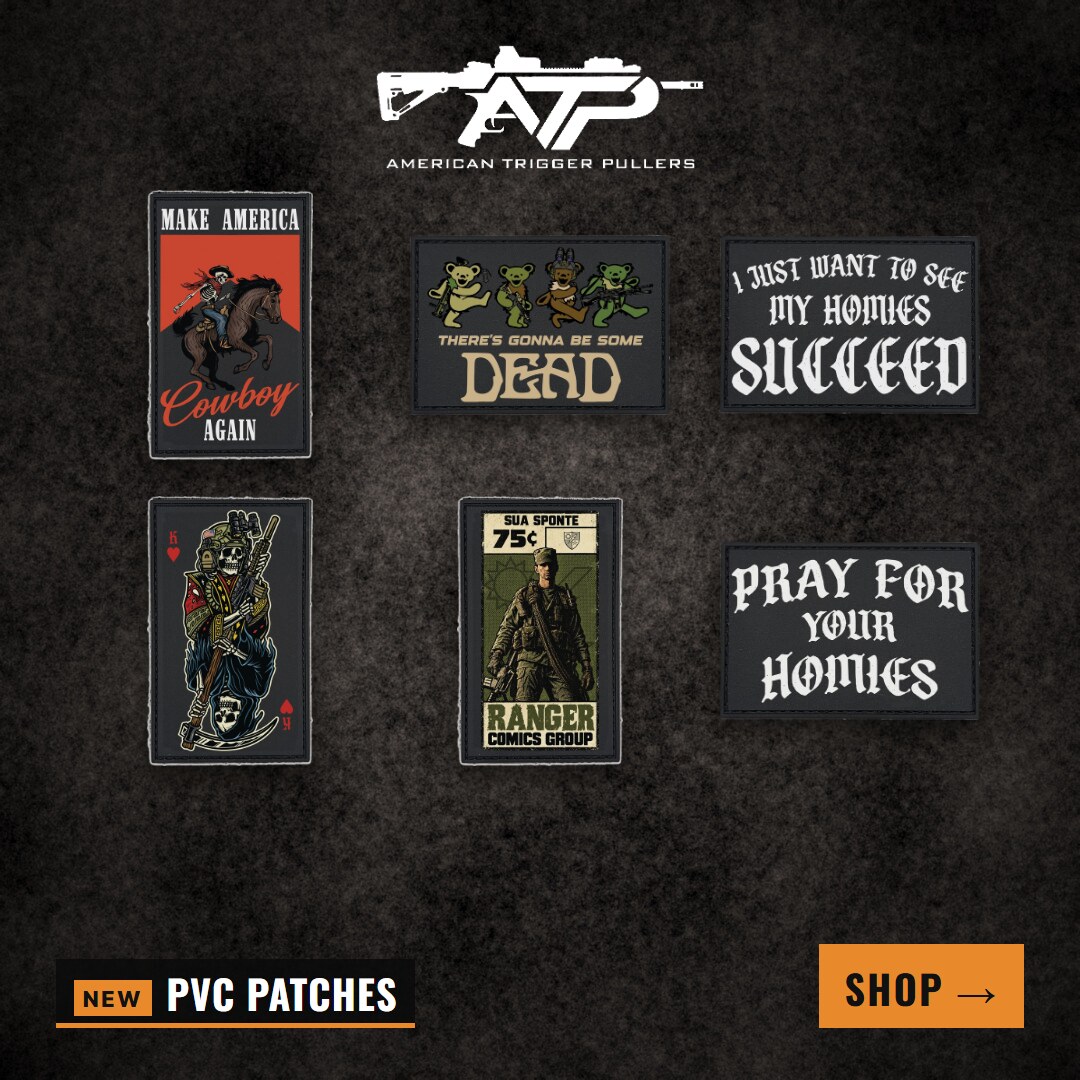 ATP
AMERICAN TRIGGER PULLERS
MAKE AMERICA
Cowboy
AGAIN
THERE'S GONNA BE SOME
DEAD
I JUST WANT TO SEE
MY HOMIES
SUCCEED
K
K
SUA SPONTE
75¢
RANGER
COMICS GROUP
PRAY FOR
YOUR
HOMIES
NEW PVC PATCHES
SHOP →